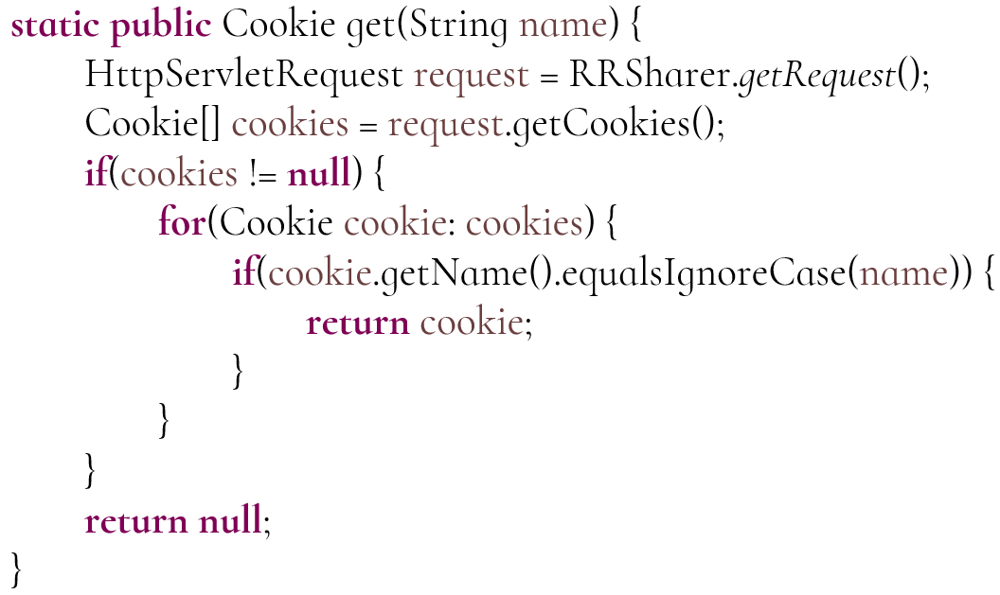 static public Cookie get(String name) {
HttpServletRequest request = RRSharer.getRequest();
Cookie[] cookies = request.getCookies();
if(cookies != null) {
for(Cookie cookie: cookies) {
if(cookie.getName().equalsIgnoreCase(name)) {
return cookie;
}
}
}
return null;
}